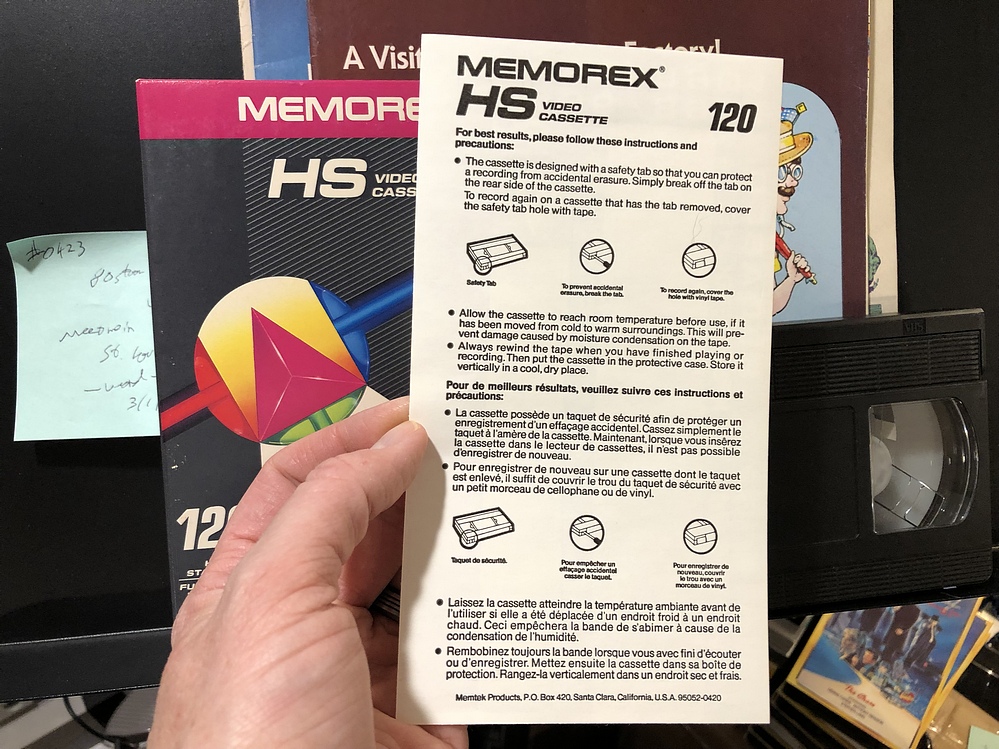 A Visit
Factory!
MEMOREX®
HS VIDEO CASSETTE 120
For best results, please follow these instructions and
precautions:
• The cassette is designed with a safety tab so that you can protect
a recording from accidental erasure. Simply break off the tab on
the rear side of the cassette.
To record again on a cassette that has the tab removed, cover
the safety tab hole with tape.
Safety Tab
To prevent accidental
erasure, break the tab.
To record again, cover the
hole with vinyl tape.
• Allow the cassette to reach room temperature before use, if it
has been moved from cold to warm surroundings. This will pre-
vent damage caused by moisture condensation on the tape.
• Always rewind the tape when you have finished playing or
recording. Then put the cassette in the protective case. Store it
vertically in a cool, dry place.
Pour de meilleurs résultats, veuillez suivre ces instructions et
précautions:
• La cassette possède un taquet de sécurité afin de protéger un
enregistrement d'un effaçage accidentel. Cassez simplement le
taquet à l'amère de la cassette. Maintenant, lorsque vous insérez
la cassette dans le lecteur de cassettes, il n'est pas possible
d'enregistrer de nouveau.
• Pour enregistrer de nouveau sur une cassette dont le taquet
est enlevé, il suffit de couvrir le trou du taquet de sécurité avec
un petit morceau de cellophane ou de vinyl.
Taquet de sécurité.
Pour empêcher un
effaçage accidentel
casser le taquet.
Pour enregistrer de
nouveau, couvrir
le trou avec un
morceau de vinyl.
• Laissez la cassette atteindre la température ambiante avant de
l'utiliser si elle a été déplacée d'un endroit froid à un endroit
chaud. Ceci empêchera la bande de s'abimer à cause de la
condensation de l'humidité.
• Rembobinez toujours la bande lorsque vous avec fini d'écouter
ou d'enregistrer. Mettez ensuite la cassette dans sa boîte de
protection. Rangez-la verticalement dans un endroit sec et frais.
Memtek Products, P.O. Box 420, Santa Clara, California, U.S.A. 95052-0420
MEMORE
HS VIDEO
CASS
12
#0423
St.
3/1
VHS